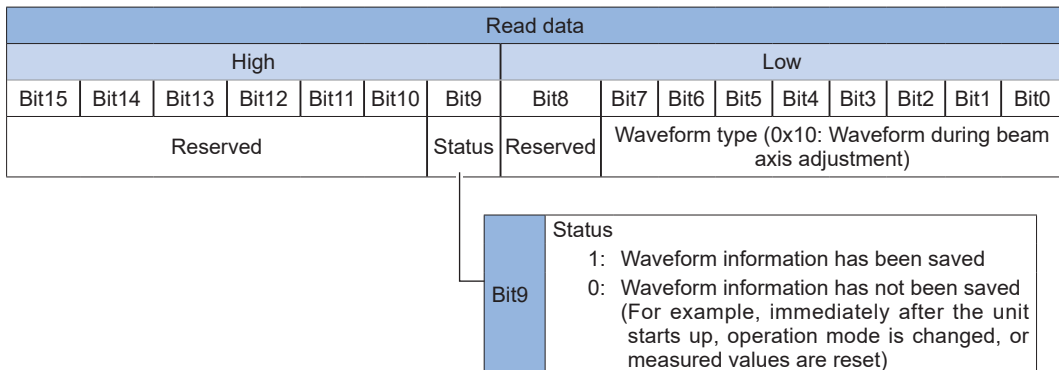 Read data
High Low
Bit15 Bit14 Bit13 Bit12 Bit11 Bit10 Bit9 Bit8 Bit7 Bit6 Bit5 Bit4 Bit3 Bit2 Bit1 Bit0
Reserved Status Reserved Waveform type (0x10: Waveform during beam
axis adjustment)
Status
1: Waveform information has been saved
Bit9 0: Waveform information has not been saved
(For example, immediately after the unit
starts up, operation mode is changed, or
measured values are reset)